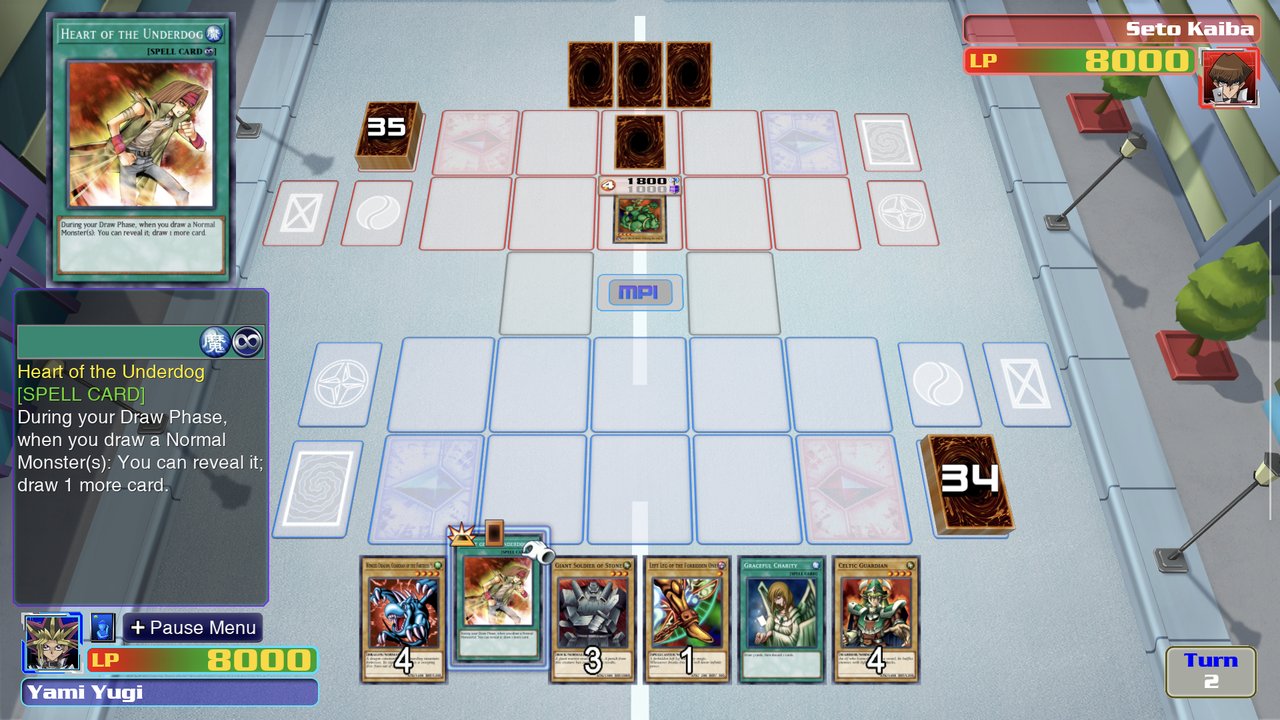 HEART OF THE UNDERDOG 魔
[SPELL CARD ∞]
During your Draw Phase, when you draw a Normal
Monster(s): You can reveal it; draw 1 more card.
Seto Kaiba
LP 8000
35
4 1800
1000
MP1
魔 ∞
Heart of the Underdog
[SPELL CARD]
During your Draw Phase,
when you draw a Normal
Monster(s): You can reveal it;
draw 1 more card.
34
GIANT SOLDIER OF STONE
LEFT LEG OF THE FORBIDDEN ONE
GRACEFUL CHARITY
CELTIC GUARDIAN
4
3
1
4
+ Pause Menu
LP 8000
Yami Yugi
Turn
2